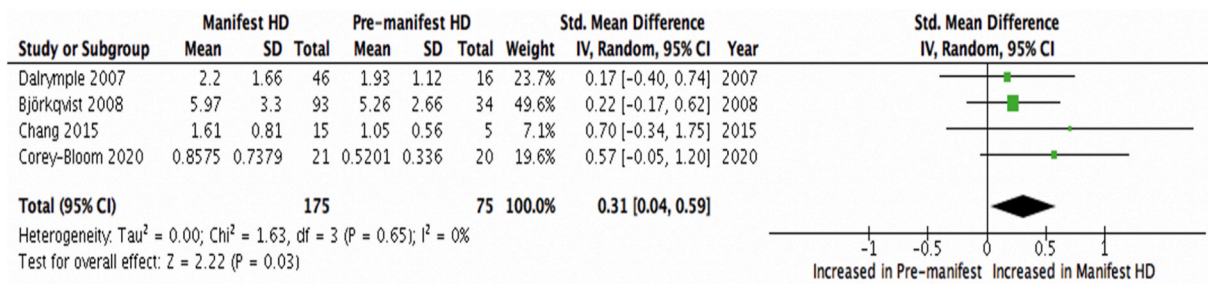 Manifest HD Pre-manifest HD Std. Mean Difference Std. Mean Difference
Study or Subgroup Mean SD Total Mean SD Total Weight IV, Random, 95% CI Year IV, Random, 95% CI
Dalrymple 2007 2.2 1.66 46 1.93 1.12 16 23.7% 0.17 [-0.40, 0.74] 2007
Björkqvist 2008 5.97 3.3 93 5.26 2.66 34 49.6% 0.22 [-0.17, 0.62] 2008
Chang 2015 1.61 0.81 15 1.05 0.56 5 7.1% 0.70 [-0.34, 1.75] 2015
Corey-Bloom 2020 0.8575 0.7379 21 0.5201 0.336 20 19.6% 0.57 [-0.05, 1.20] 2020
Total (95% CI) 175 75 100.0% 0.31 [0.04, 0.59]
Heterogeneity: Tau² = 0.00; Chi² = 1.63, df = 3 (P = 0.65); I² = 0%
Test for overall effect: Z = 2.22 (P = 0.03)
-1 -0.5 0 0.5 1
Increased in Pre-manifest Increased in Manifest HD